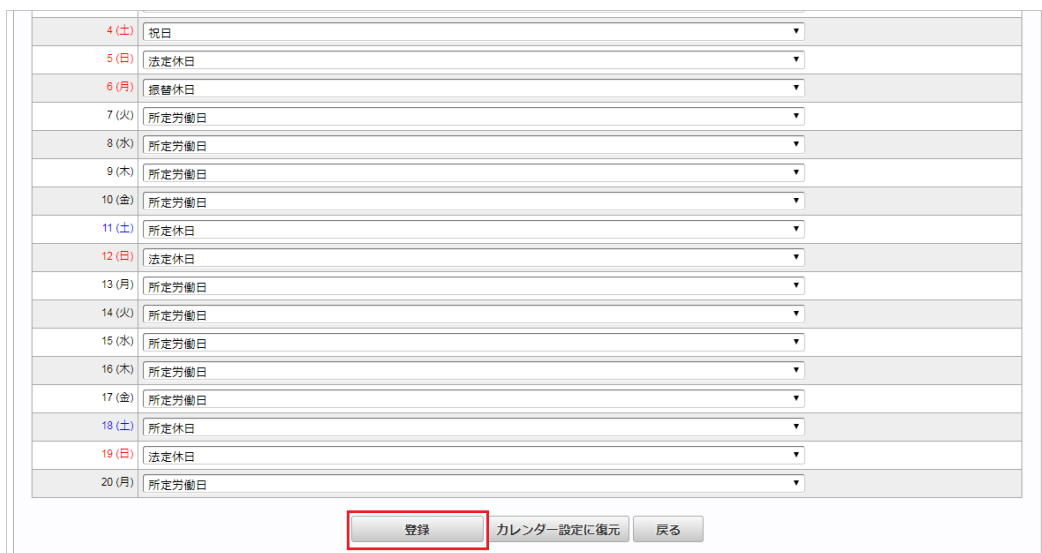 4 (土) 祝日
5 (日) 法定休日
6 (月) 振替休日
7 (火) 所定労働日
8 (水) 所定労働日
9 (木) 所定労働日
10 (金) 所定労働日
11 (土) 所定休日
12 (日) 法定休日
13 (月) 所定労働日
14 (火) 所定労働日
15 (水) 所定労働日
16 (木) 所定労働日
17 (金) 所定労働日
18 (土) 所定休日
19 (日) 法定休日
20 (月) 所定労働日
登録 カレンダー設定に復元 戻る